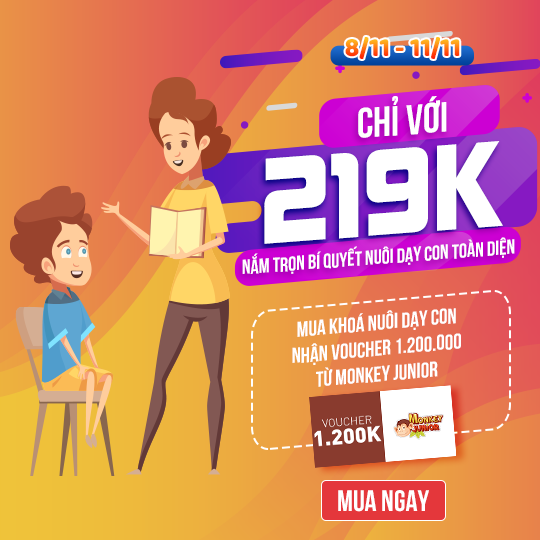 8/11 - 11/11
CHỈ VỚI
219K
NẮM TRỌN BÍ QUYẾT NUÔI DẠY CON TOÀN DIỆN
MUA KHOÁ NUÔI DẠY CON
NHẬN VOUCHER 1.200.000
TỪ MONKEY JUNIOR
VOUCHER
1.200K
MONKEY
JUNIOR
MUA NGAY